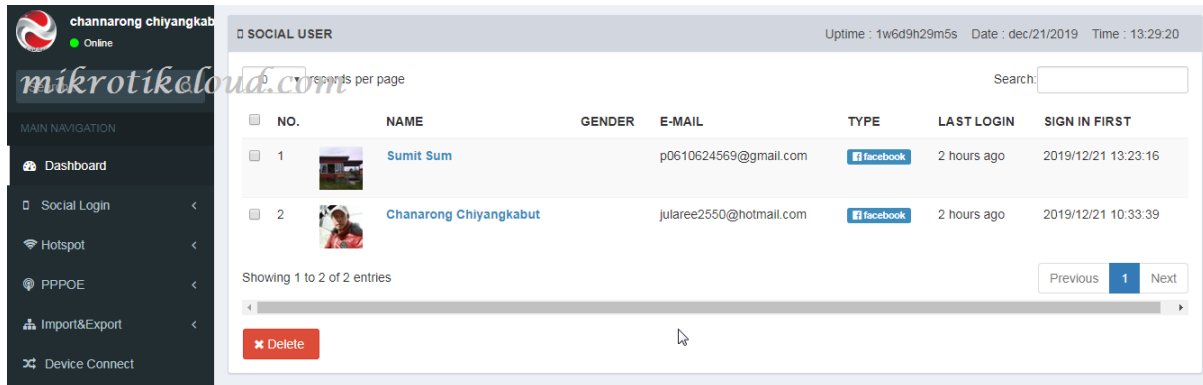 channarong chiyangkab
Online
mikrotikcloud.com
MAIN NAVIGATION
Dashboard
Social Login
Hotspot
PPPOE
Import&Export
Device Connect
SOCIAL USER
Uptime : 1w6d9h29m5s Date : dec/21/2019 Time : 13:29:20
records per page
Search:
NO. NAME GENDER E-MAIL TYPE LAST LOGIN SIGN IN FIRST
1 Sumit Sum p0610624569@gmail.com facebook 2 hours ago 2019/12/21 13:23:16
2 Chanarong Chiyangkabut jularee2550@hotmail.com facebook 2 hours ago 2019/12/21 10:33:39
Showing 1 to 2 of 2 entries
Previous 1 Next
Delete